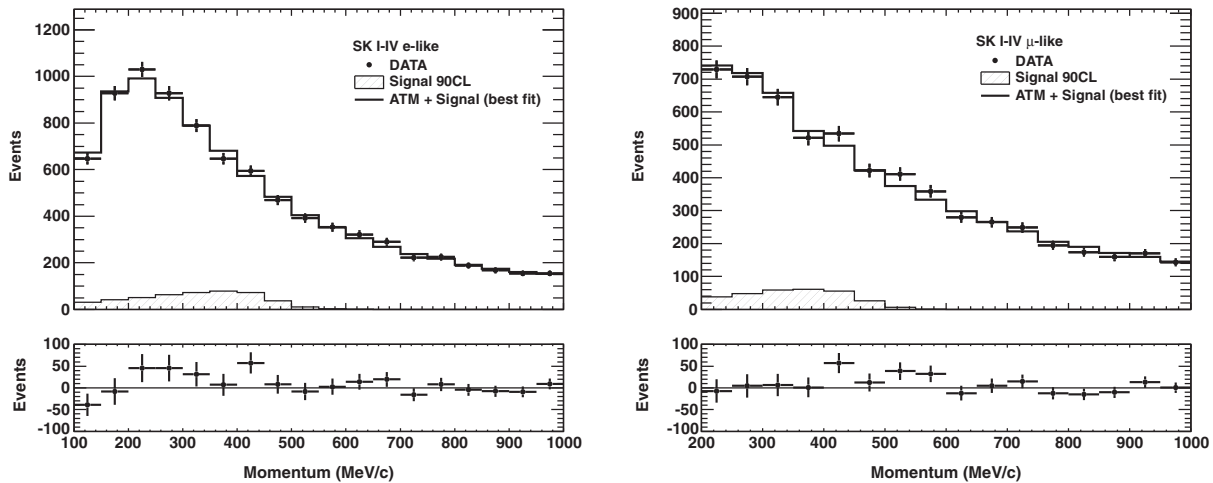 SK I-IV e-like
DATA
Signal 90CL
ATM + Signal (best fit)
Events
1200
1000
800
600
400
200
0
Events
100
50
0
-50
-100
100 200 300 400 500 600 700 800 900 1000
Momentum (MeV/c)
SK I-IV μ-like
DATA
Signal 90CL
ATM + Signal (best fit)
Events
900
800
700
600
500
400
300
200
100
0
Events
100
50
0
-50
-100
200 300 400 500 600 700 800 900 1000
Momentum (MeV/c)